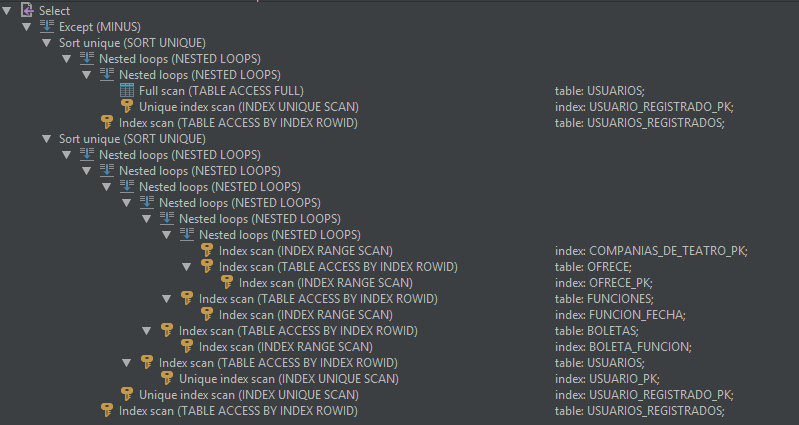 Select
Except (MINUS)
Sort unique (SORT UNIQUE)
Nested loops (NESTED LOOPS)
Nested loops (NESTED LOOPS)
Full scan (TABLE ACCESS FULL) table: USUARIOS;
Unique index scan (INDEX UNIQUE SCAN) index: USUARIO_REGISTRADO_PK;
Index scan (TABLE ACCESS BY INDEX ROWID) table: USUARIOS_REGISTRADOS;
Sort unique (SORT UNIQUE)
Nested loops (NESTED LOOPS)
Nested loops (NESTED LOOPS)
Nested loops (NESTED LOOPS)
Nested loops (NESTED LOOPS)
Nested loops (NESTED LOOPS)
Nested loops (NESTED LOOPS)
Index scan (INDEX RANGE SCAN) index: COMPANIAS_DE_TEATRO_PK;
Index scan (TABLE ACCESS BY INDEX ROWID) table: OFRECE;
Index scan (INDEX RANGE SCAN) index: OFRECE_PK;
Index scan (TABLE ACCESS BY INDEX ROWID) table: FUNCIONES;
Index scan (INDEX RANGE SCAN) index: FUNCION_FECHA;
Index scan (TABLE ACCESS BY INDEX ROWID) table: BOLETAS;
Index scan (INDEX RANGE SCAN) index: BOLETA_FUNCION;
Index scan (TABLE ACCESS BY INDEX ROWID) table: USUARIOS;
Unique index scan (INDEX UNIQUE SCAN) index: USUARIO_PK;
Unique index scan (INDEX UNIQUE SCAN) index: USUARIO_REGISTRADO_PK;
Index scan (TABLE ACCESS BY INDEX ROWID) table: USUARIOS_REGISTRADOS;